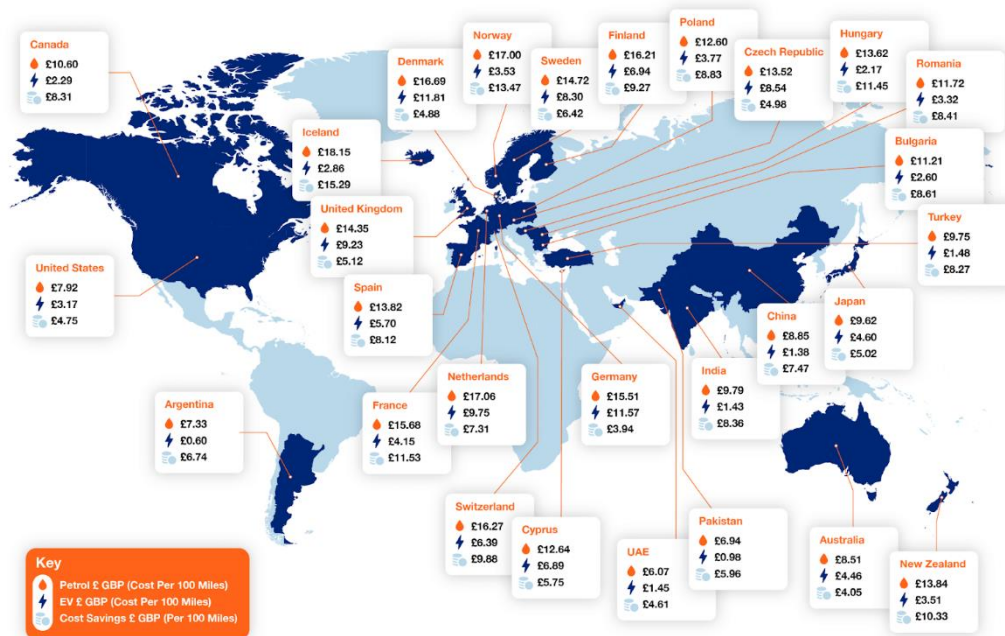 Canada
£10.60
£2.29
£8.31
Denmark
£16.69
£11.81
£4.88
Norway
£17.00
£3.53
£13.47
Sweden
£14.72
£8.30
£6.42
Finland
£16.21
£6.94
£9.27
Poland
£12.60
£3.77
£8.83
Czech Republic
£13.52
£8.54
£4.98
Hungary
£13.62
£2.17
£11.45
Romania
£11.72
£3.32
£8.41
Iceland
£18.15
£2.86
£15.29
Bulgaria
£11.21
£2.60
£8.61
United Kingdom
£14.35
£9.23
£5.12
Turkey
£9.75
£1.48
£8.27
United States
£7.92
£3.17
£4.75
Spain
£13.82
£5.70
£8.12
China
£8.85
£1.38
£7.47
Japan
£9.62
£4.60
£5.02
Argentina
£7.33
£0.60
£6.74
France
£15.68
£4.15
£11.53
Netherlands
£17.06
£9.75
£7.31
Germany
£15.51
£11.57
£3.94
India
£9.79
£1.43
£8.36
Switzerland
£16.27
£6.39
£9.88
Cyprus
£12.64
£6.89
£5.75
UAE
£6.07
£1.45
£4.61
Pakistan
£6.94
£0.98
£5.96
Australia
£8.51
£4.46
£4.05
New Zealand
£13.84
£3.51
£10.33
Key
Petrol £ GBP (Cost Per 100 Miles)
EV £ GBP (Cost Per 100 Miles)
Cost Savings £ GBP (Per 100 Miles)